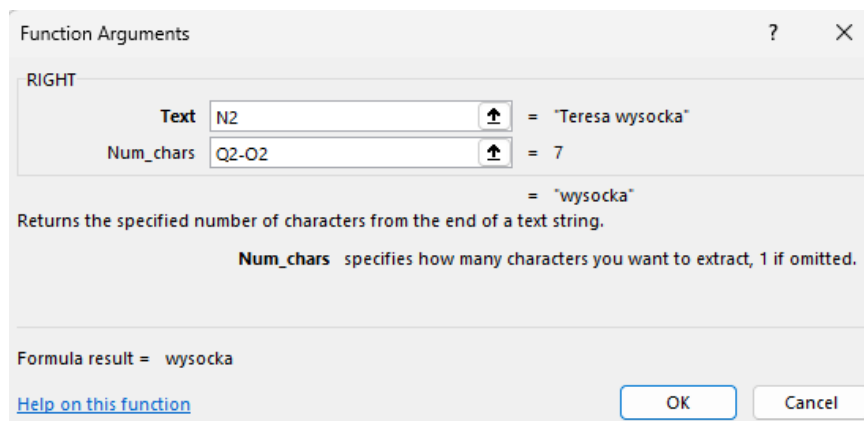 Function Arguments ? ×
RIGHT
Text N2 = "Teresa wysocka"
Num_chars Q2-O2 = 7
= "wysocka"
Returns the specified number of characters from the end of a text string.
Num_chars specifies how many characters you want to extract, 1 if omitted.
Formula result = wysocka
Help on this function OK Cancel